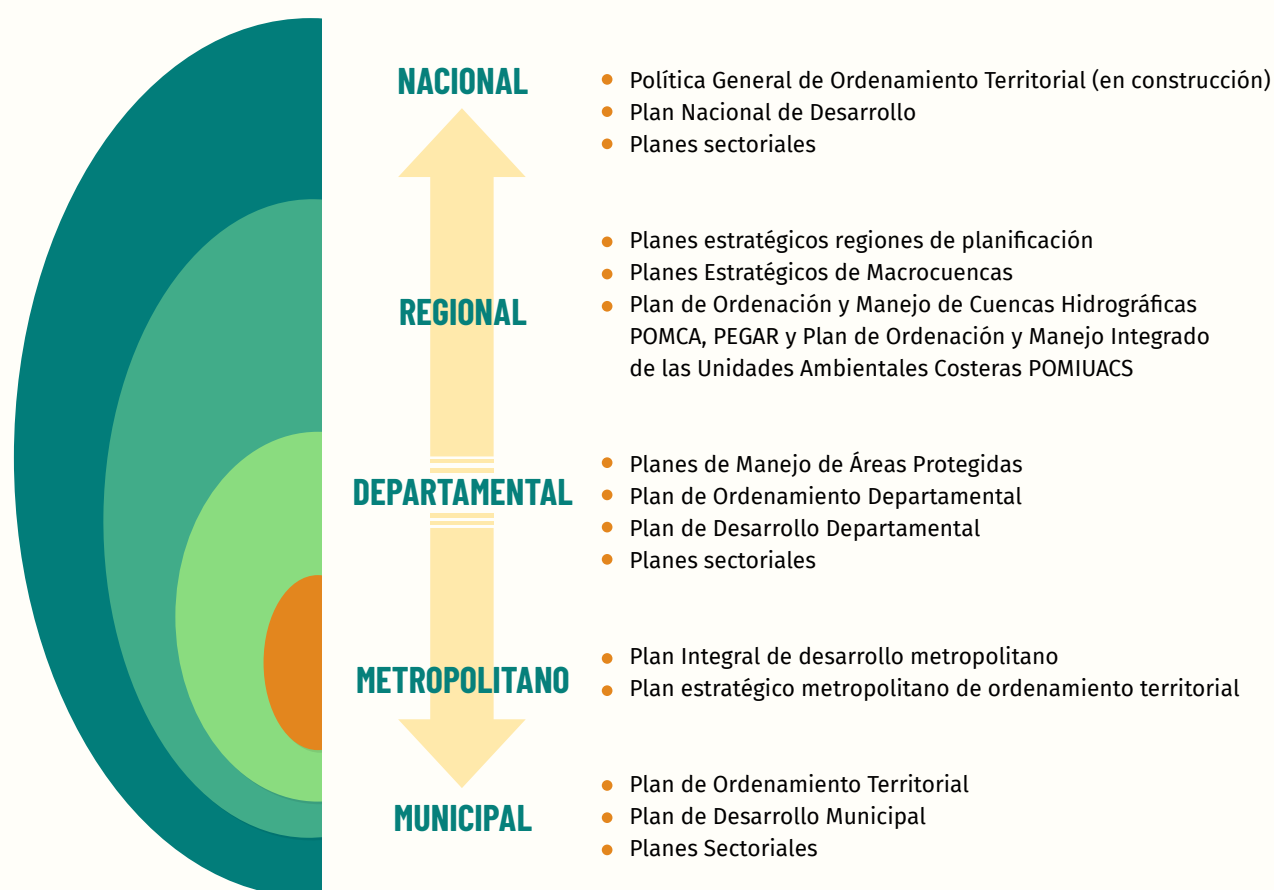 NACIONAL
Política General de Ordenamiento Territorial (en construcción)
Plan Nacional de Desarrollo
Planes sectoriales
REGIONAL
Planes estratégicos regiones de planificación
Planes Estratégicos de Macrocuencas
Plan de Ordenación y Manejo de Cuencas Hidrográficas
POMCA, PEGAR y Plan de Ordenación y Manejo Integrado
de las Unidades Ambientales Costeras POMIUACS
DEPARTAMENTAL
Planes de Manejo de Áreas Protegidas
Plan de Ordenamiento Departamental
Plan de Desarrollo Departamental
Planes sectoriales
METROPOLITANO
Plan Integral de desarrollo metropolitano
Plan estratégico metropolitano de ordenamiento territorial
MUNICIPAL
Plan de Ordenamiento Territorial
Plan de Desarrollo Municipal
Planes Sectoriales